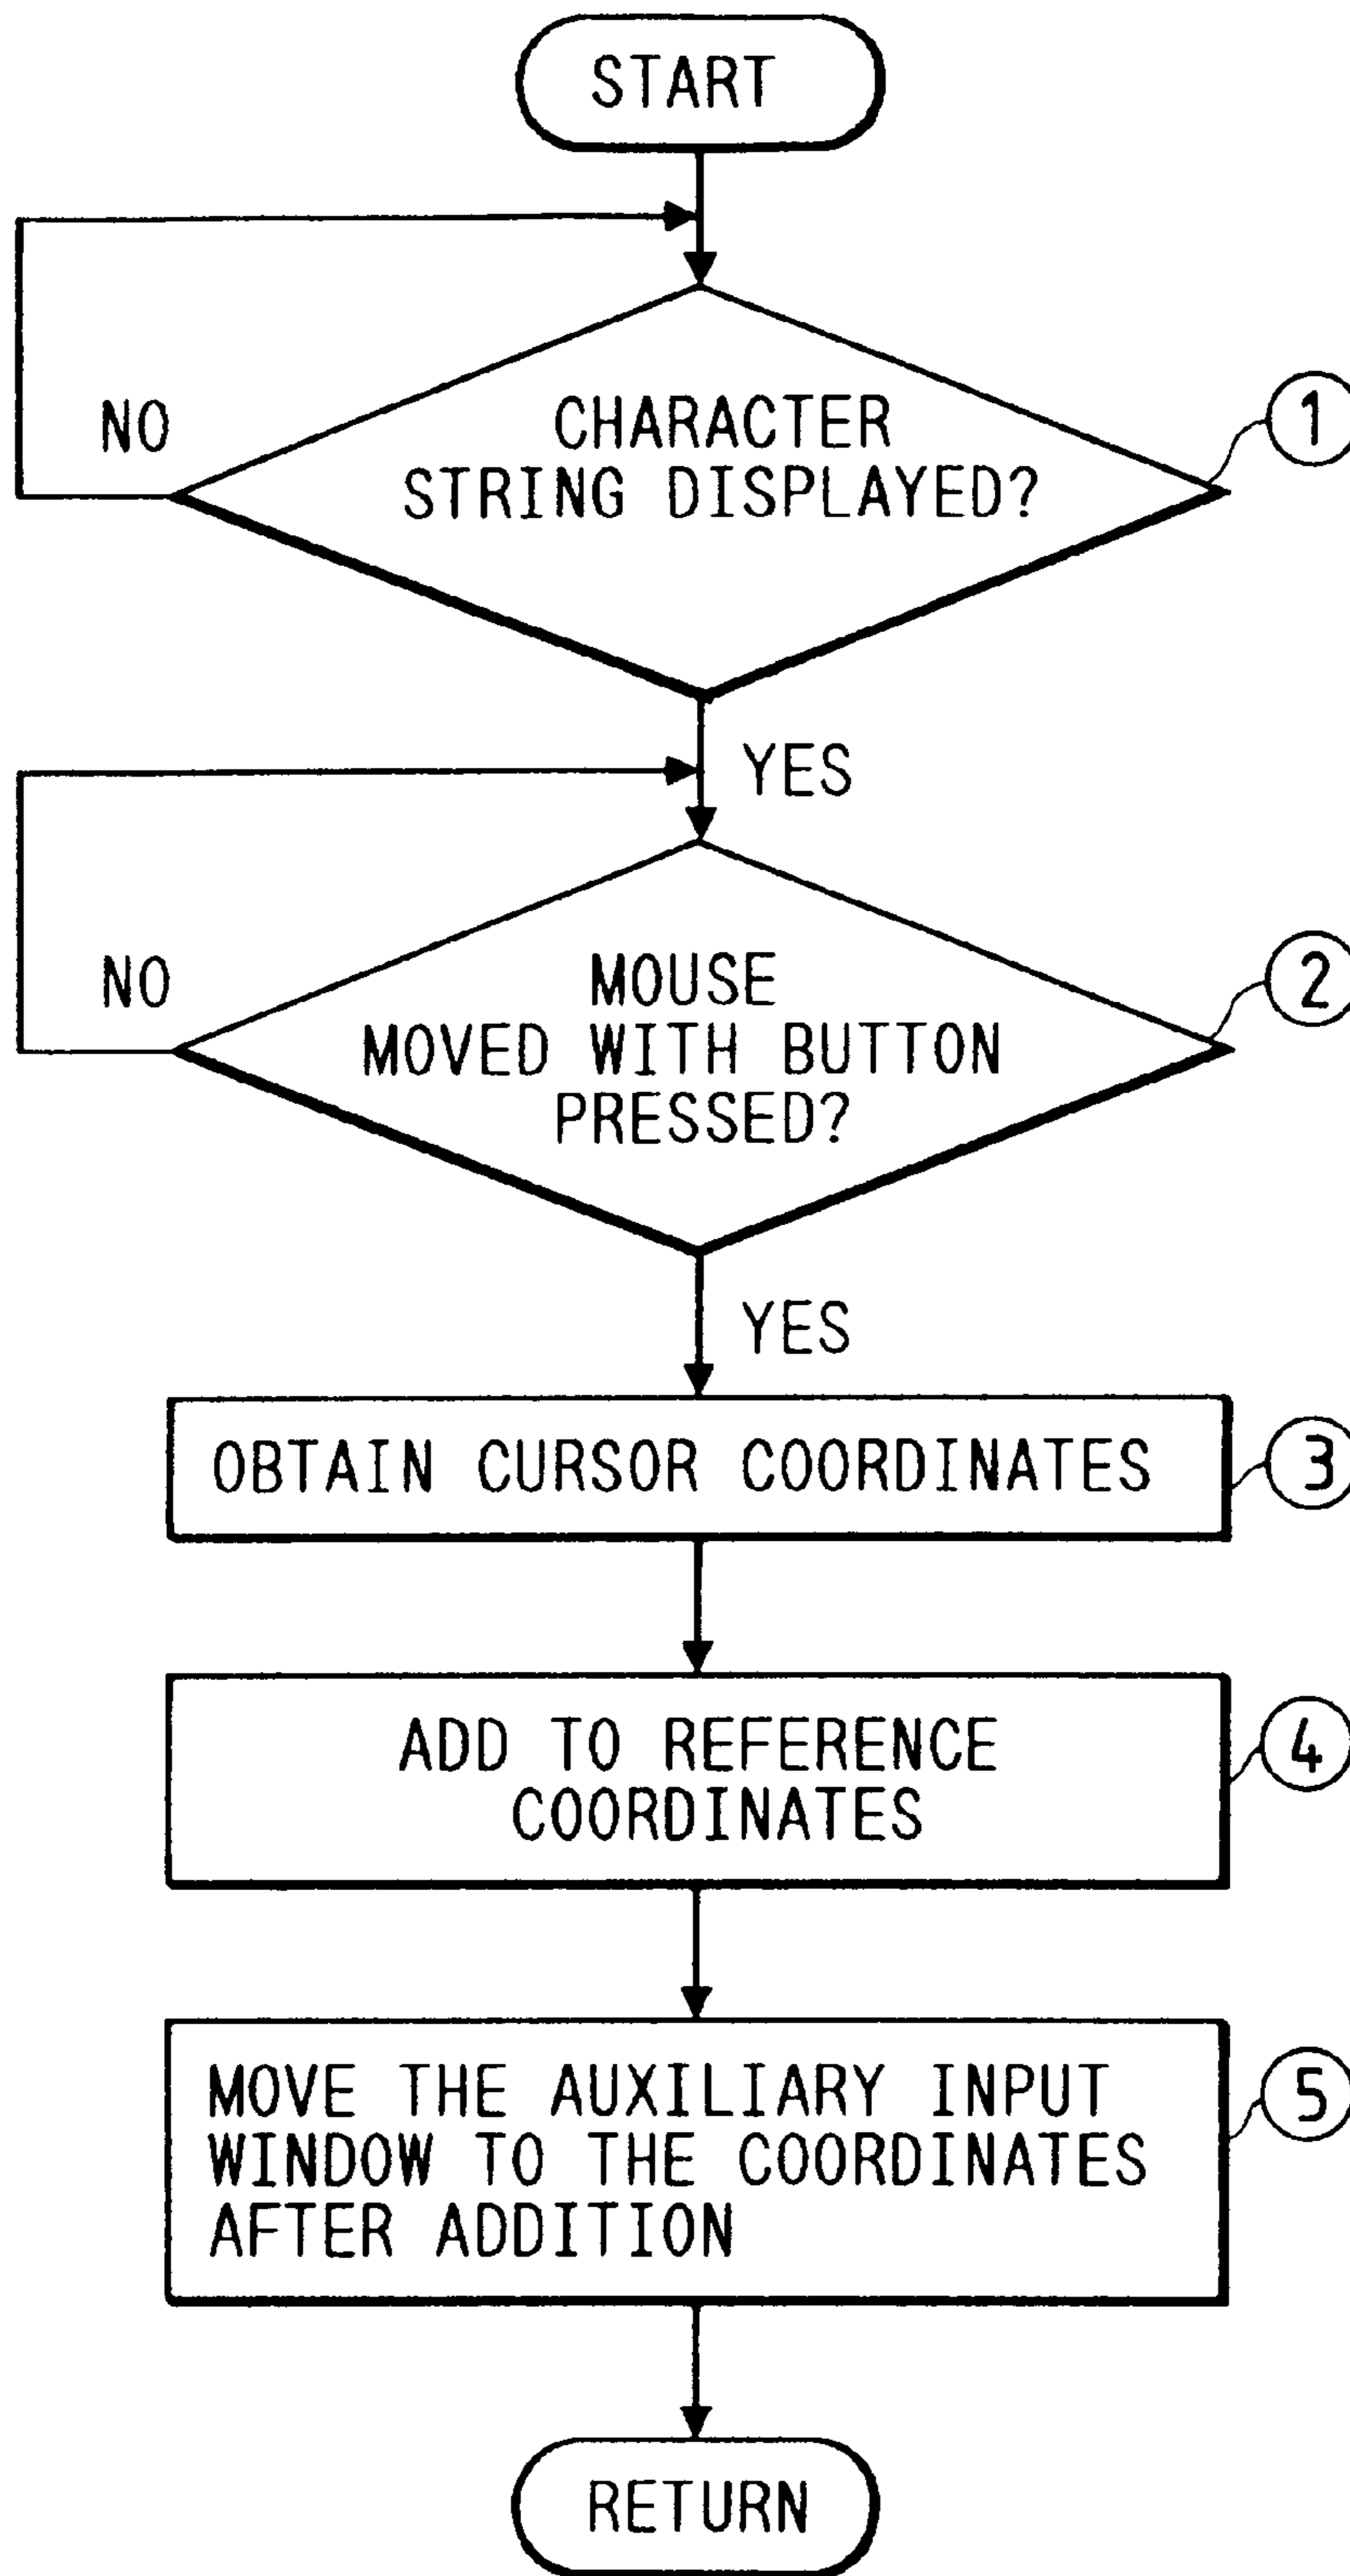 START
NO
CHARACTER
STRING DISPLAYED?
1
YES
NO
MOUSE
MOVED WITH BUTTON
PRESSED?
2
YES
OBTAIN CURSOR COORDINATES
3
ADD TO REFERENCE
COORDINATES
4
MOVE THE AUXILIARY INPUT
WINDOW TO THE COORDINATES
AFTER ADDITION
5
RETURN